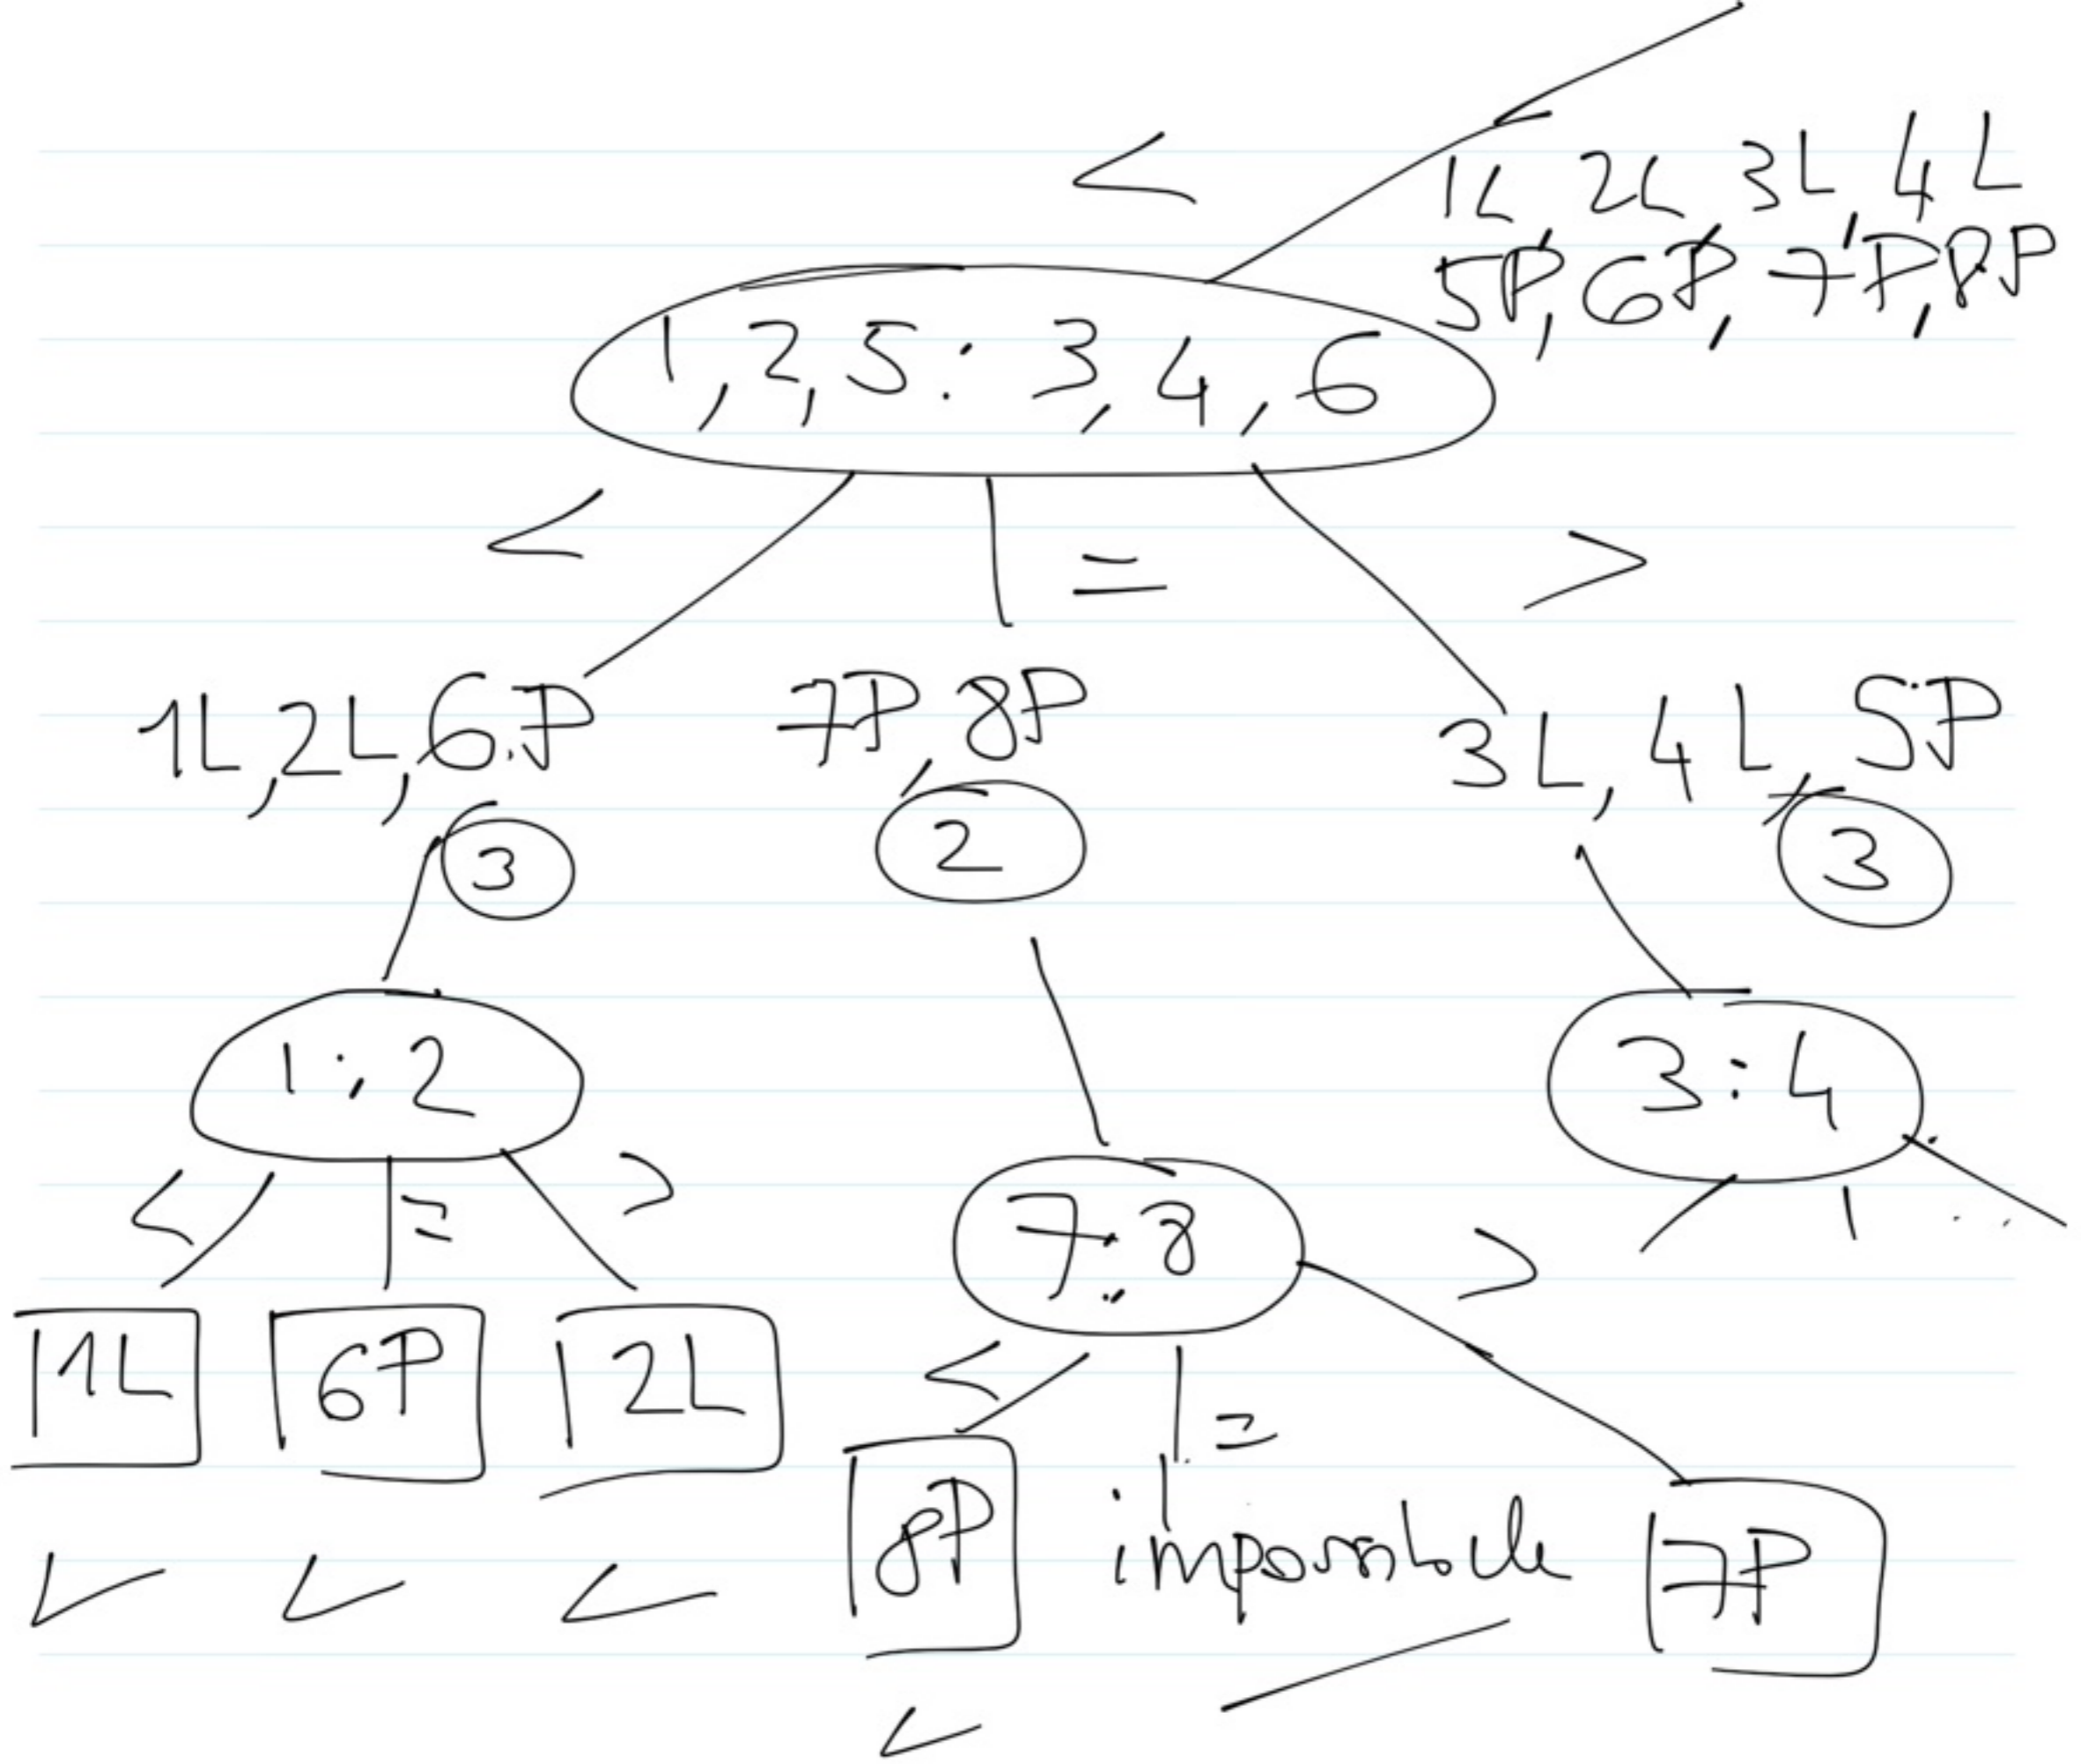 <
1L, 2L, 3L, 4L
5P, 6P, 7P, 8P
1, 2, 5 : 3, 4, 6
< = >
1L, 2L, 6P 7P, 8P 3L, 4L, 5P
3 2 3
1 : 2 3 : 4
< = > 7 : 8 ..
1L 6P 2L < = >
8P impossible 7P